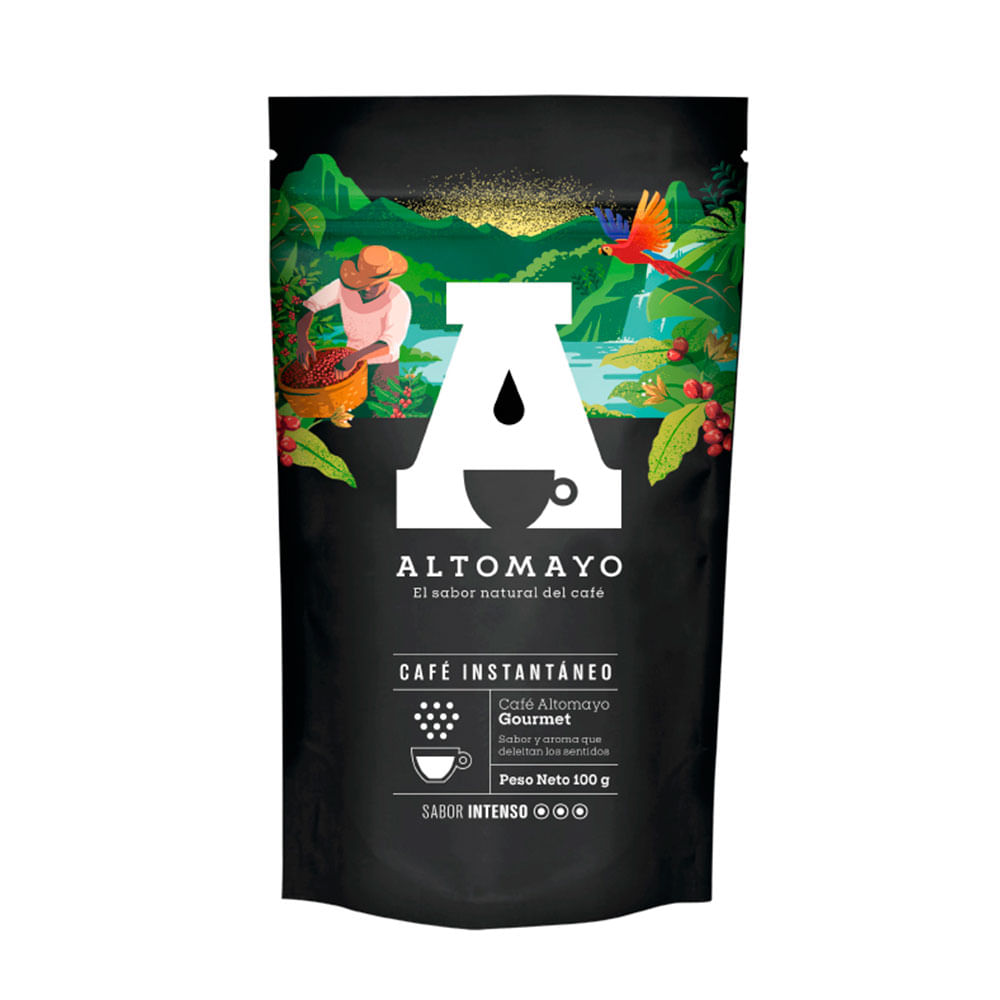 A
ALTOMAYO
El sabor natural del café
CAFÉ INSTANTÁNEO
Café Altomayo
Gourmet
Sabor y aroma que
deleitan los sentidos
Peso Neto 100 g
SABOR INTENSO